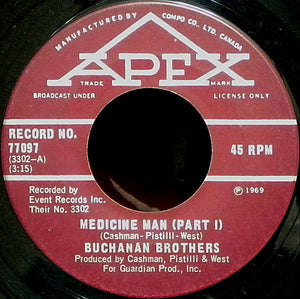 MANUFACTURED BY COMPO CO., LTD., CANADA
APEX
TRADE MARK
BROADCAST UNDER LICENSE ONLY
RECORD NO.
77097
45 RPM
(3302-A)
(3:15)
Recorded by
Event Records Inc.
Their No. 3302
℗ 1969
MEDICINE MAN (PART I)
(Cashman-Pistilli-West)
BUCHANAN BROTHERS
Produced by Cashman, Pistilli & West
For Guardian Prod., Inc.